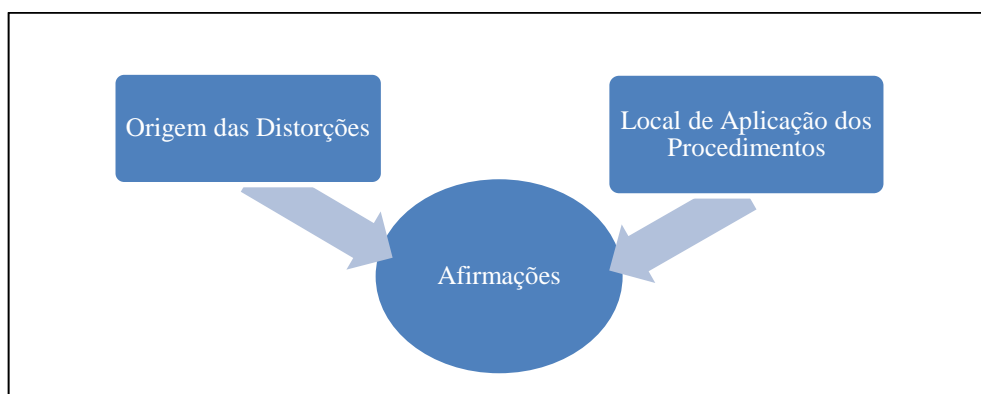 Origem das Distorções
Local de Aplicação dos
Procedimentos
Afirmações